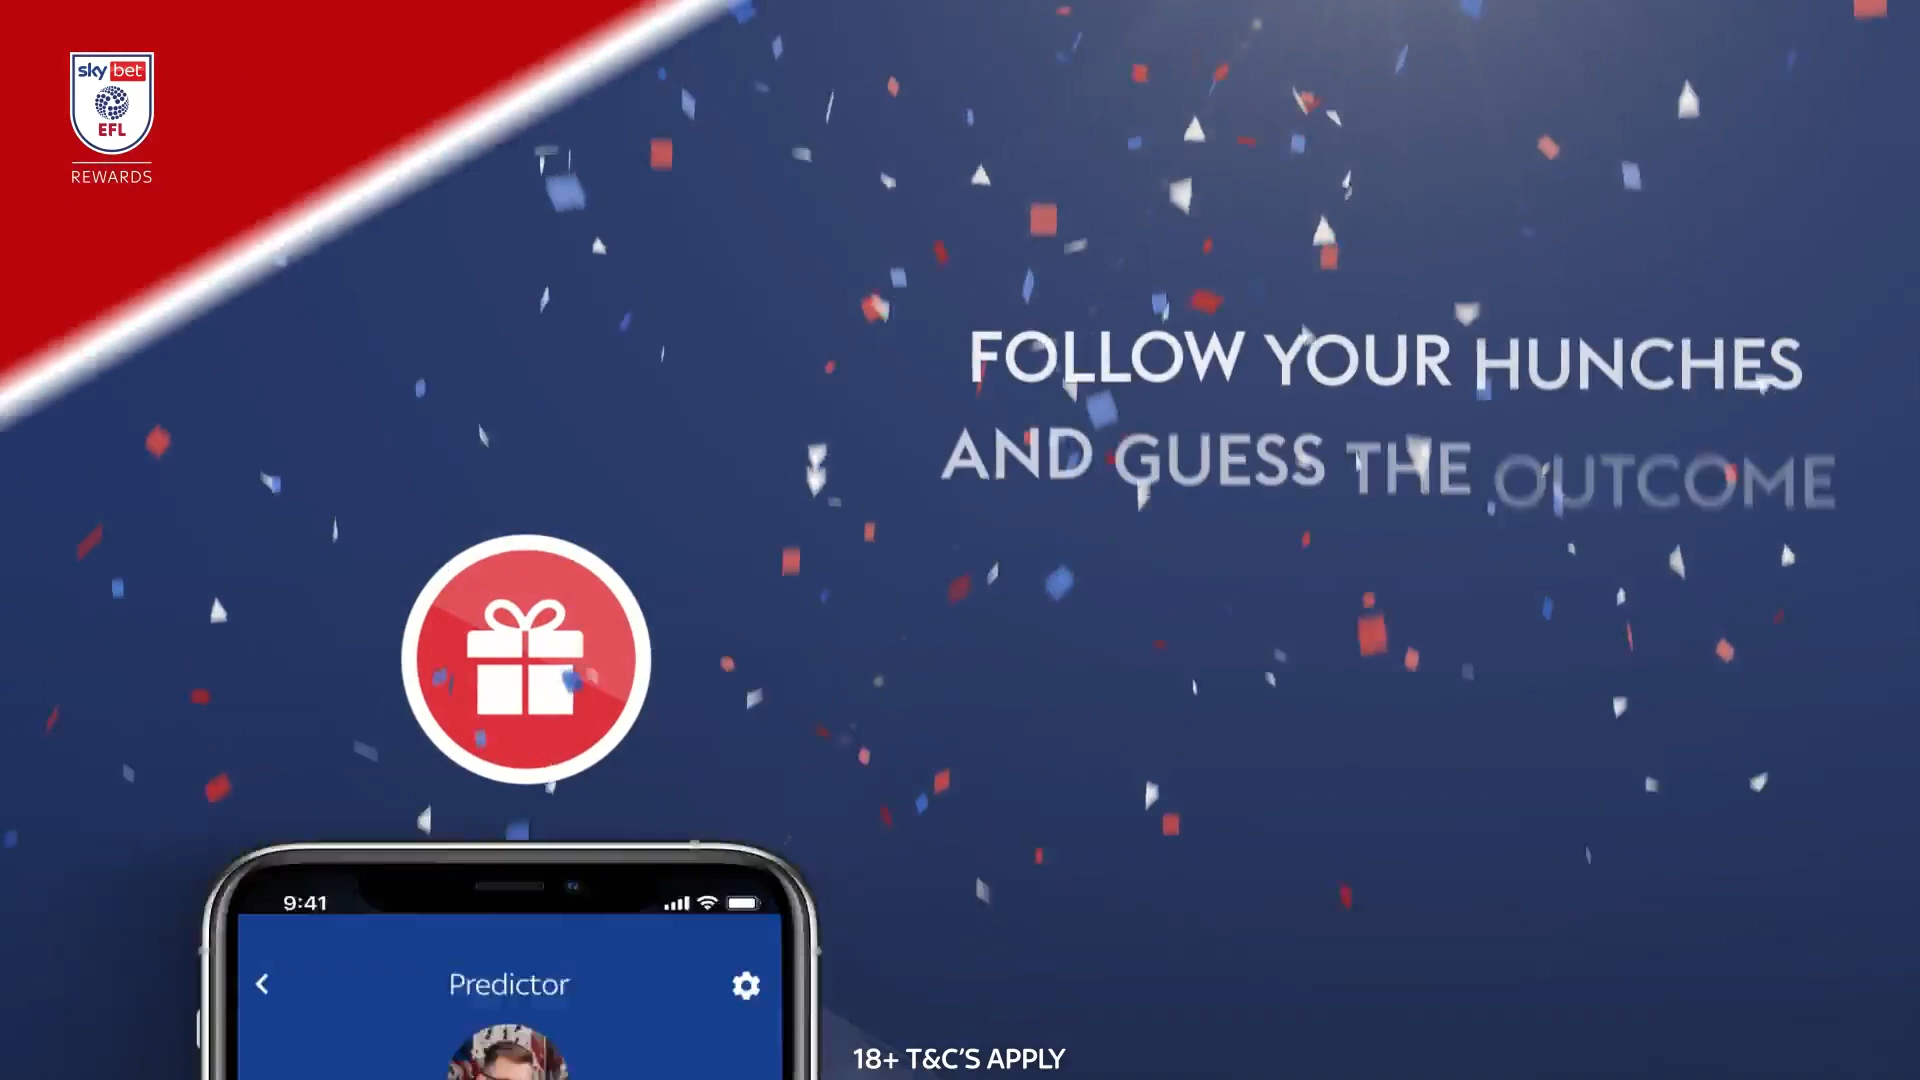 sky bet
EFL
REWARDS
FOLLOW YOUR HUNCHES
AND GUESS THE OUTCOME
9:41
Predictor
18+ T&C'S APPLY